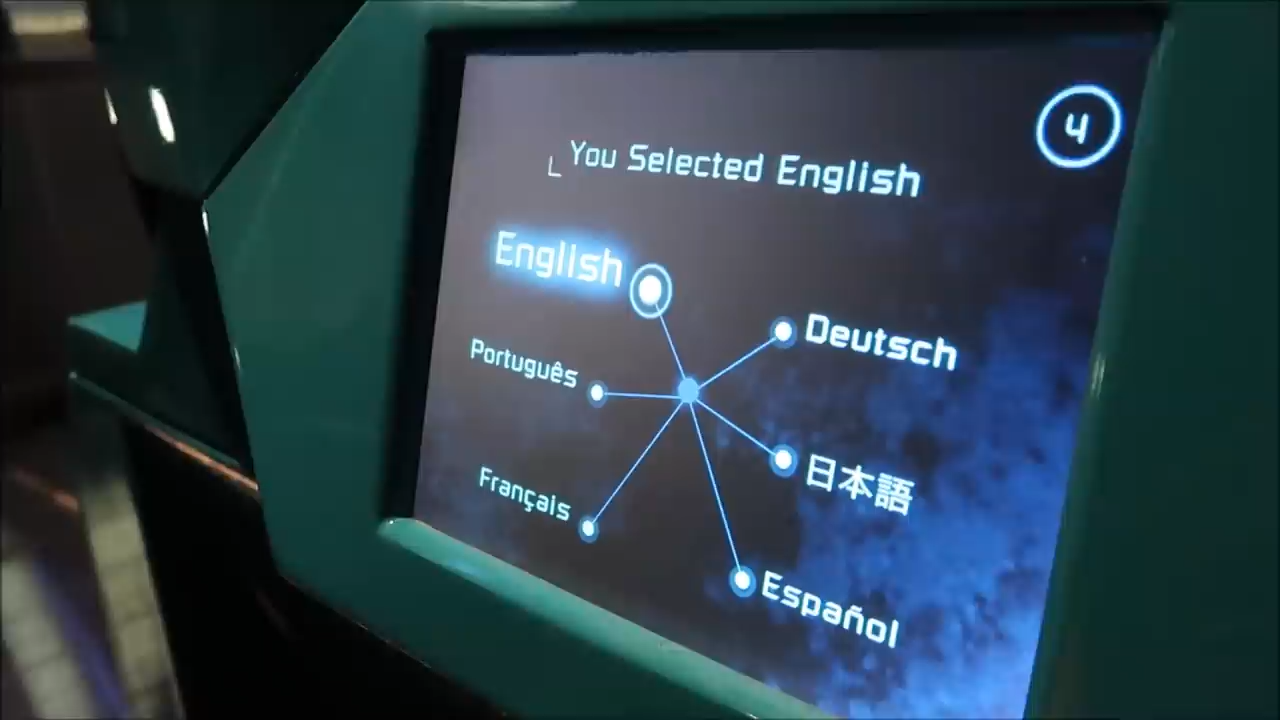 4
You Selected English
English
Deutsch
Português
日本語
Français
Español